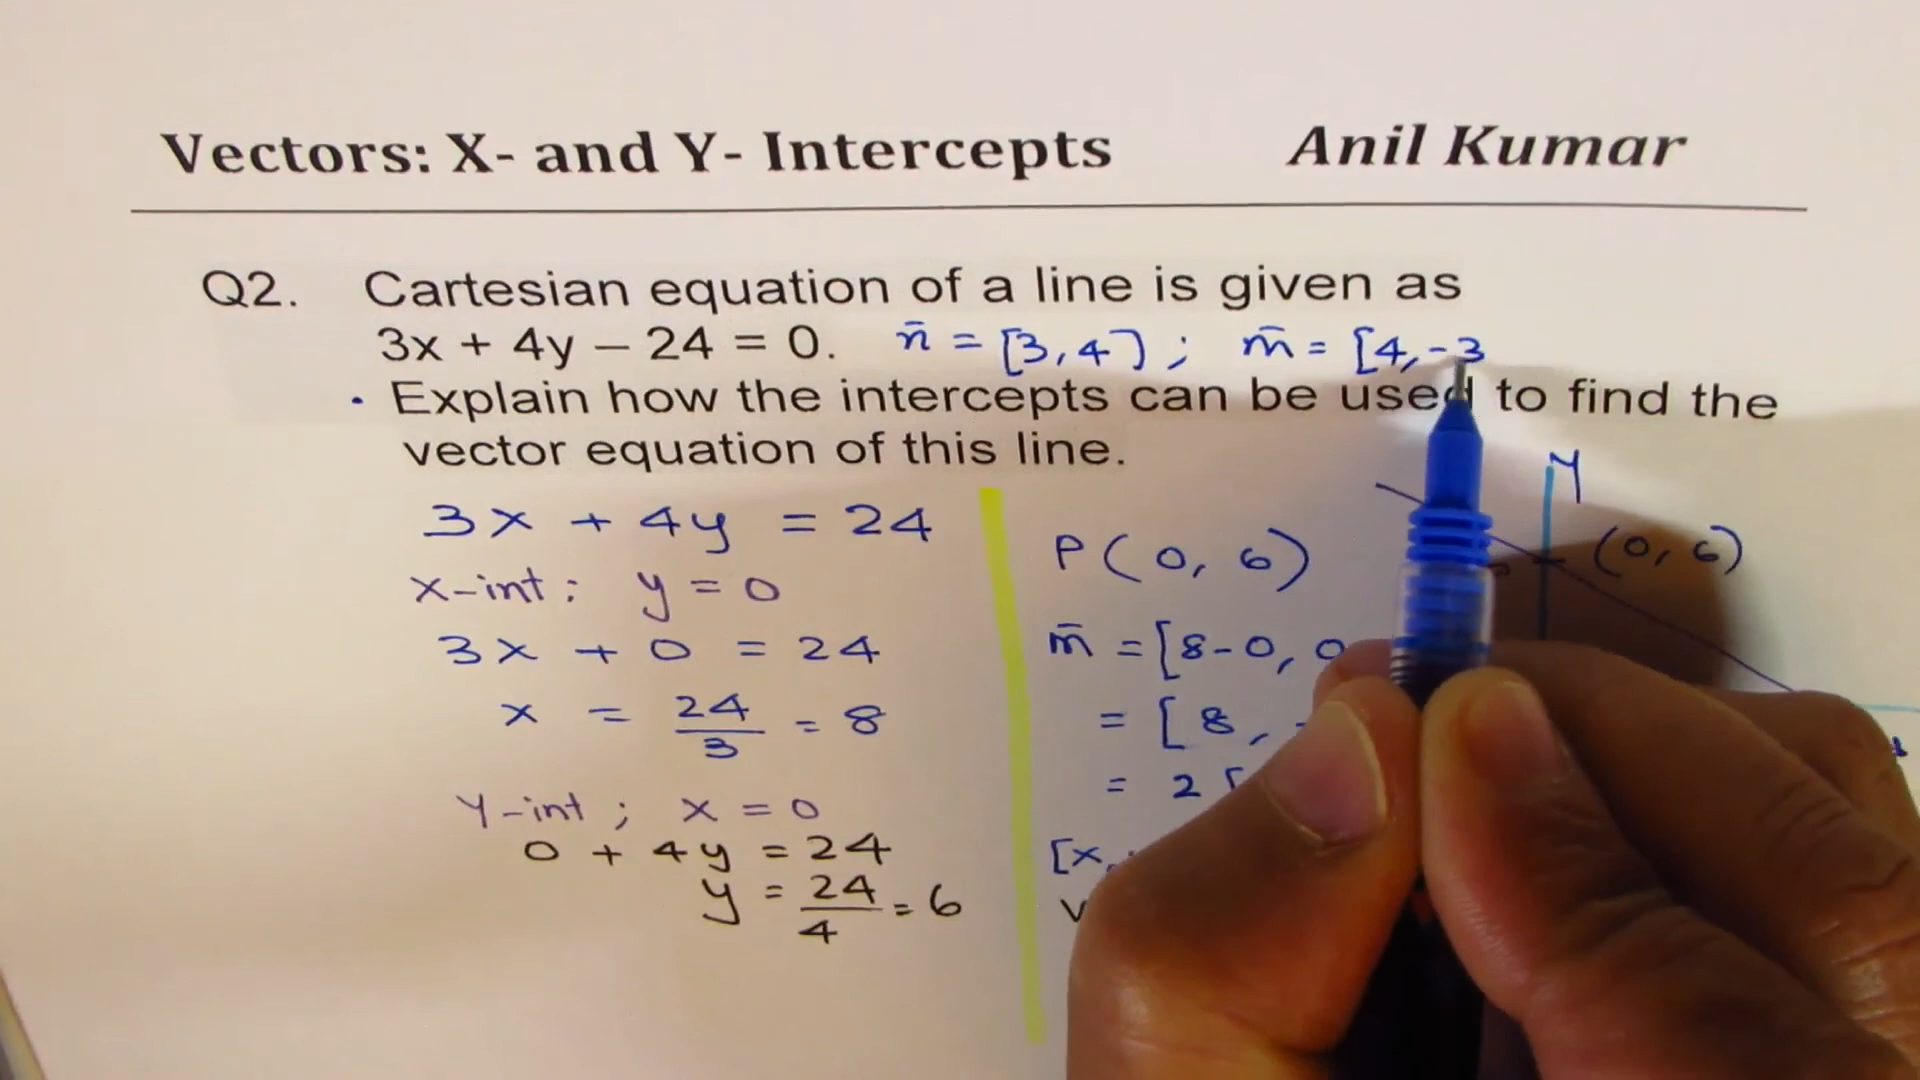 Vectors: X- and Y- Intercepts Anil Kumar
Q2. Cartesian equation of a line is given as
3x + 4y – 24 = 0. n̄ = [3, 4] ; m̄ = [4, -3
• Explain how the intercepts can be used to find the
vector equation of this line.
3x + 4y = 24
X-int: y = 0
3x + 0 = 24
x = 24/3 = 8
Y-int ; x = 0
0 + 4y = 24
y = 24/4 = 6
P(0, 6)
m̄ = [8-0, 0
= [8,
= 2 [
[x,
Y
(0, 6)